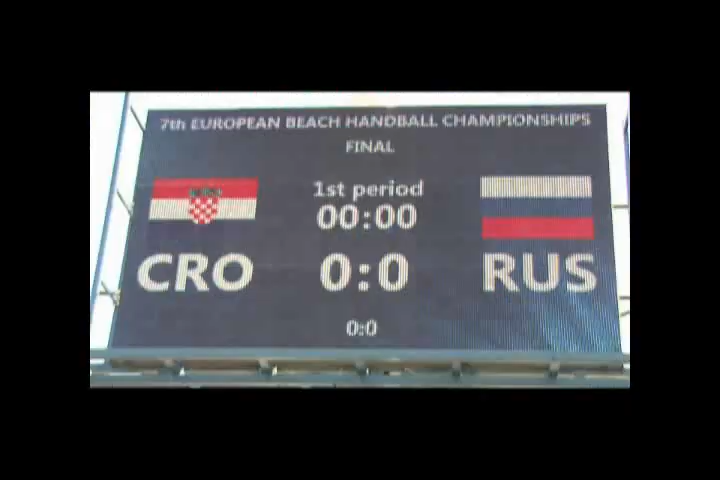 7th EUROPEAN BEACH HANDBALL CHAMPIONSHIPS
FINAL
1st period
00:00
CRO 0:0 RUS
0:0